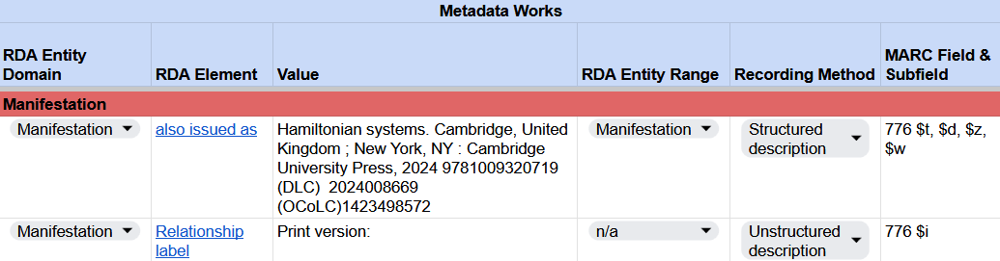 Metadata Works
RDA Entity Domain
RDA Element
Value
RDA Entity Range
Recording Method
MARC Field & Subfield
Manifestation
Manifestation
also issued as
Hamiltonian systems. Cambridge, United
Kingdom ; New York, NY : Cambridge
University Press, 2024 9781009320719
(DLC)  2024008669
(OCoLC)1423498572
Manifestation
Structured
description
776 $t, $d, $z,
$w
Manifestation
Relationship
label
Print version:
n/a
Unstructured
description
776 $i